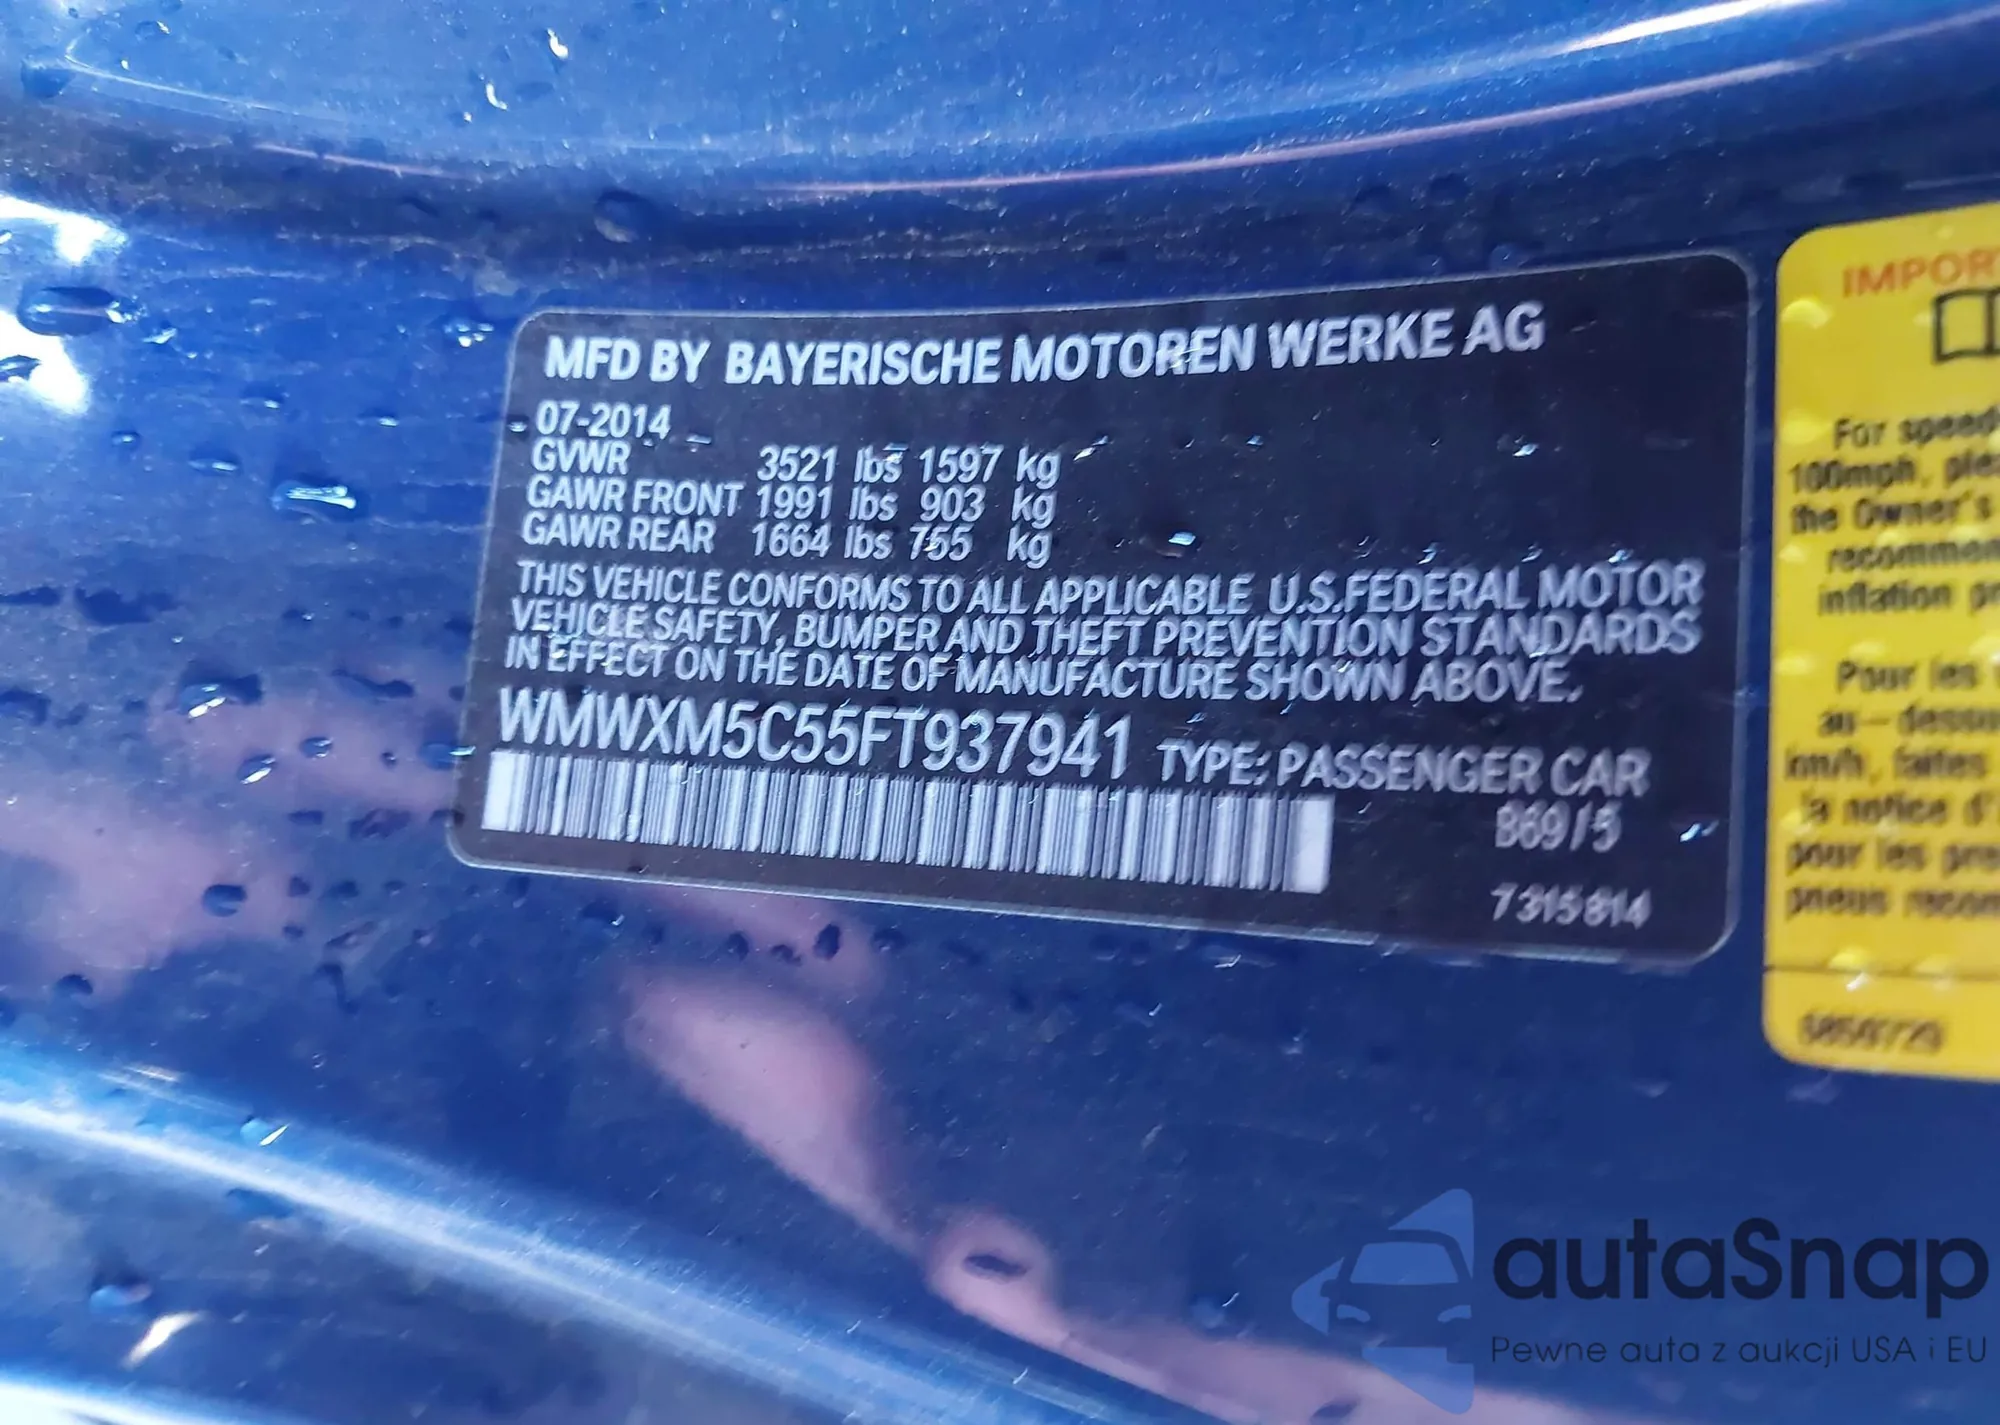 MFD BY BAYERISCHE MOTOREN WERKE AG
07-2014
GVWR 3521 lbs 1597 kg
GAWR FRONT 1991 lbs 903 kg
GAWR REAR 1664 lbs 755 kg
THIS VEHICLE CONFORMS TO ALL APPLICABLE U.S.FEDERAL MOTOR
VEHICLE SAFETY, BUMPER AND THEFT PREVENTION STANDARDS
IN EFFECT ON THE DATE OF MANUFACTURE SHOWN ABOVE.
WMWXM5C55FT937941 TYPE: PASSENGER CAR
B69/5
7315814
IMPOR
For speed
100mph, plea
the Owner's
recommen
inflation pr
Pour les
au-dessu
km/h, faites
la notice d'
pour les pre
pneus recom
autaSnap
Pewne auta z aukcji USA i EU